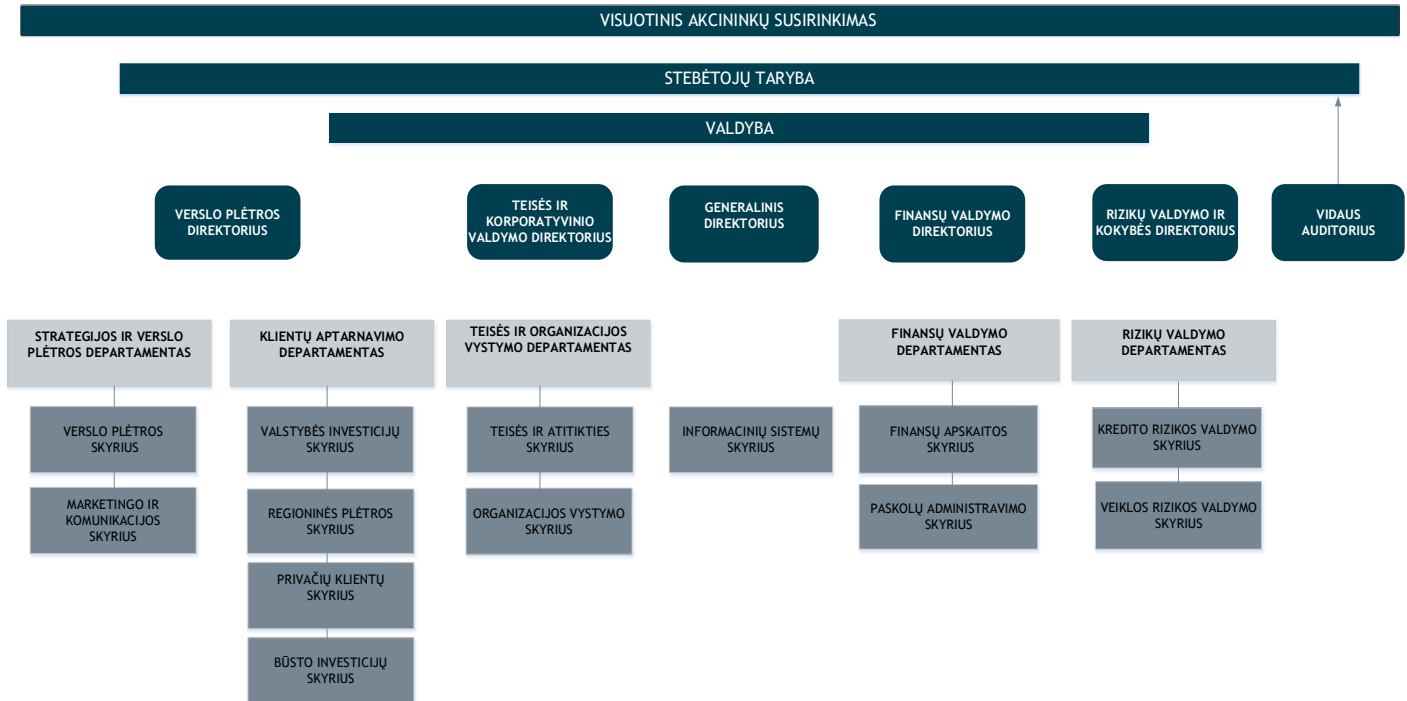 VISUOTINIS AKCININKŲ SUSIRINKIMAS
STEBĖTOJŲ TARYBA
VALDYBA
VERSLO PLĖTROS
DIREKTORIUS
TEISĖS IR
KORPORATYVINIO
VALDYMO DIREKTORIUS
GENERALINIS
DIREKTORIUS
FINANSŲ VALDYMO
DIREKTORIUS
RIZIKŲ VALDYMO IR
KOKYBĖS DIREKTORIUS
VIDAUS
AUDITORIUS
STRATEGIJOS IR VERSLO
PLĖTROS DEPARTAMENTAS
KLIENTŲ APTARNAVIMO
DEPARTAMENTAS
TEISĖS IR ORGANIZACIJOS
VYSTYMO DEPARTAMENTAS
FINANSŲ VALDYMO
DEPARTAMENTAS
RIZIKŲ VALDYMO
DEPARTAMENTAS
VERSLO PLĖTROS
SKYRIUS
VALSTYBĖS INVESTICIJŲ
SKYRIUS
TEISĖS IR ATITIKTIES
SKYRIUS
INFORMACINIŲ SISTEMŲ
SKYRIUS
FINANSŲ APSKAITOS
SKYRIUS
KREDITO RIZIKOS VALDYMO
SKYRIUS
MARKETINGO IR
KOMUNIKACIJOS
SKYRIUS
REGIONINĖS PLĖTROS
SKYRIUS
ORGANIZACIJOS VYSTYMO
SKYRIUS
PASKOLŲ ADMINISTRAVIMO
SKYRIUS
VEIKLOS RIZIKOS VALDYMO
SKYRIUS
PRIVAČIŲ KLIENTŲ
SKYRIUS
BŪSTO INVESTICIJŲ
SKYRIUS